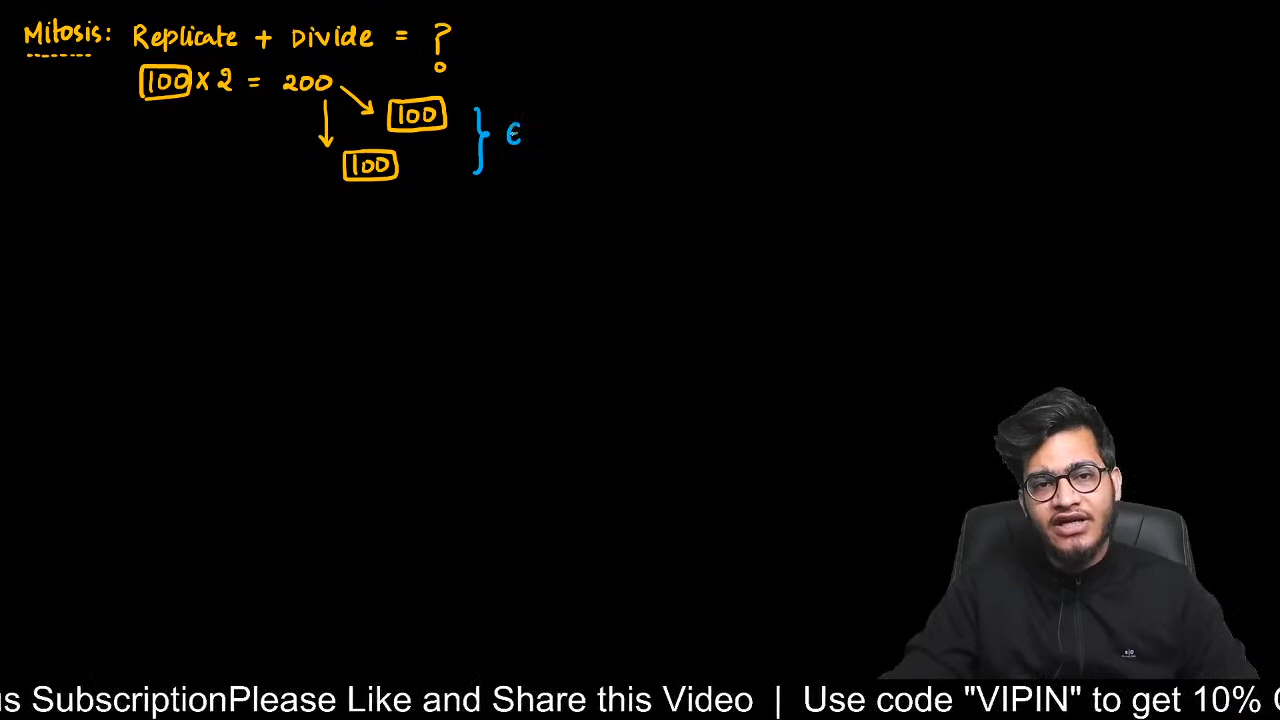 Mitosis: Replicate + Divide = ?
100 × 2 = 200
100
100
} E
us SubscriptionPlease Like and Share this Video | Use code "VIPIN" to get 10%